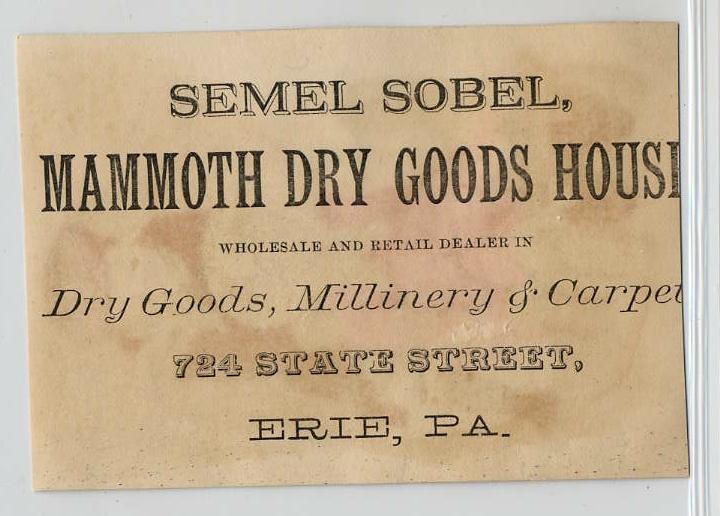 SEMEL SOBEL,
MAMMOTH DRY GOODS HOUS
WHOLESALE AND RETAIL DEALER IN
Dry Goods, Millinery & Carpe
724 STATE STREET,
ERIE, PA.